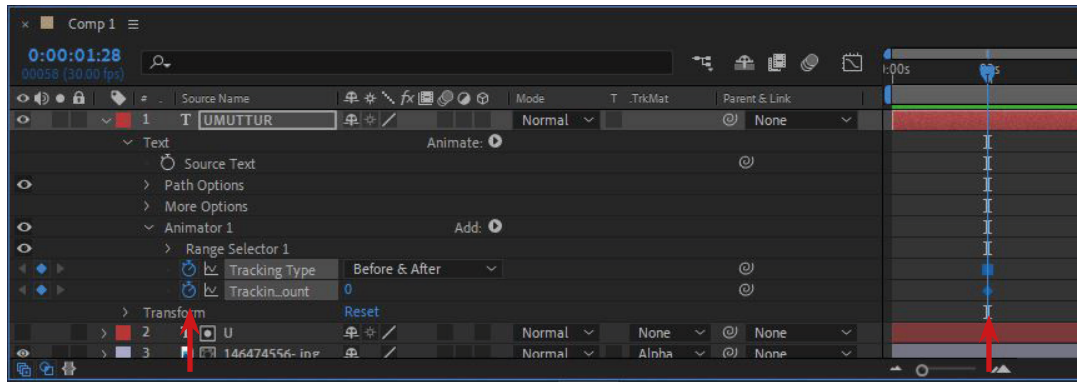 × Comp 1 ≡
0:00:01:28
00058 (30.00 fps)
:00s
# . Source Name fx Mode T .TrkMat Parent & Link
1 T UMUTTUR Normal None
Text Animate:
Source Text
Path Options
More Options
Animator 1 Add:
Range Selector 1
Tracking Type Before & After
Trackin...ount 0
Transform Reset
2 T U Normal None None
3 146474556-.jpg Normal Alpha None